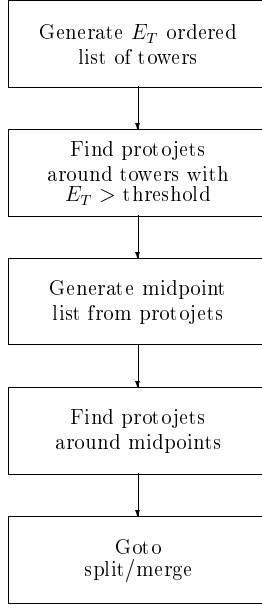 Generate E_T ordered
list of towers
Find protojets
around towers with
E_T > threshold
Generate midpoint
list from protojets
Find protojets
around midpoints
Goto
split/merge